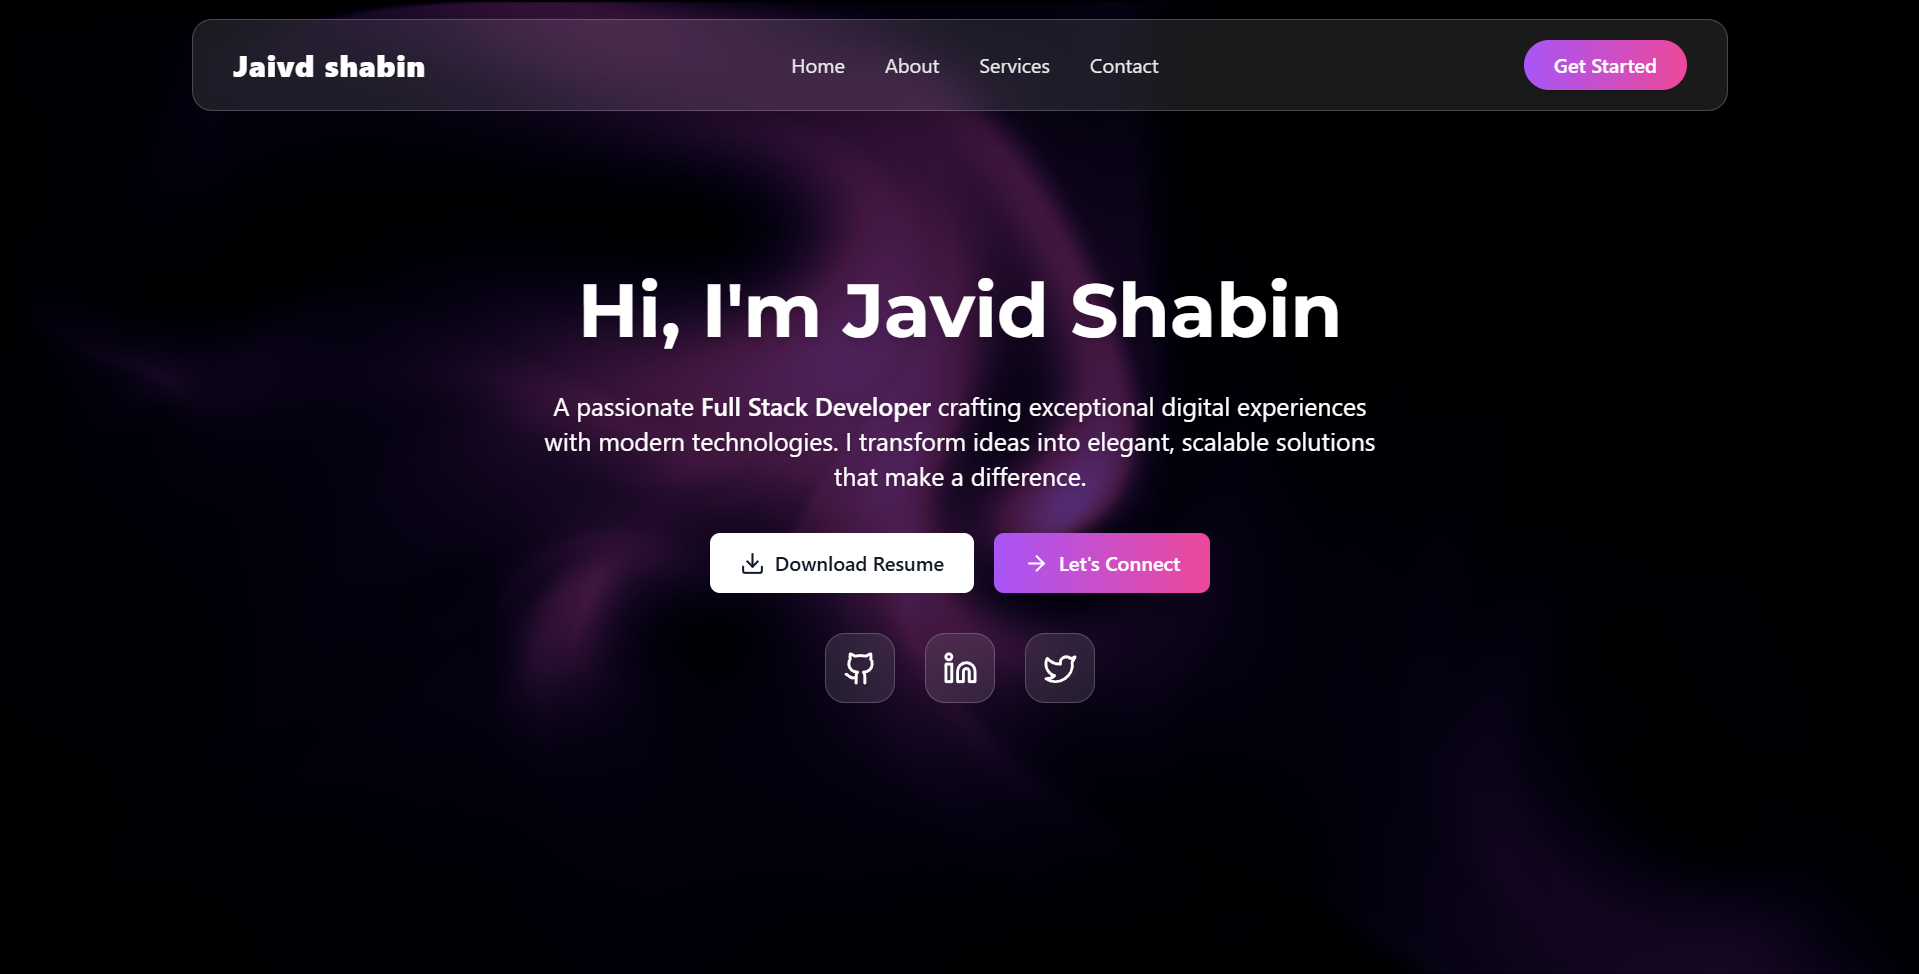 Jaivd shabin
Home
About
Services
Contact
Get Started
Hi, I'm Javid Shabin
A passionate Full Stack Developer crafting exceptional digital experiences
with modern technologies. I transform ideas into elegant, scalable solutions
that make a difference.
Download Resume
Let's Connect